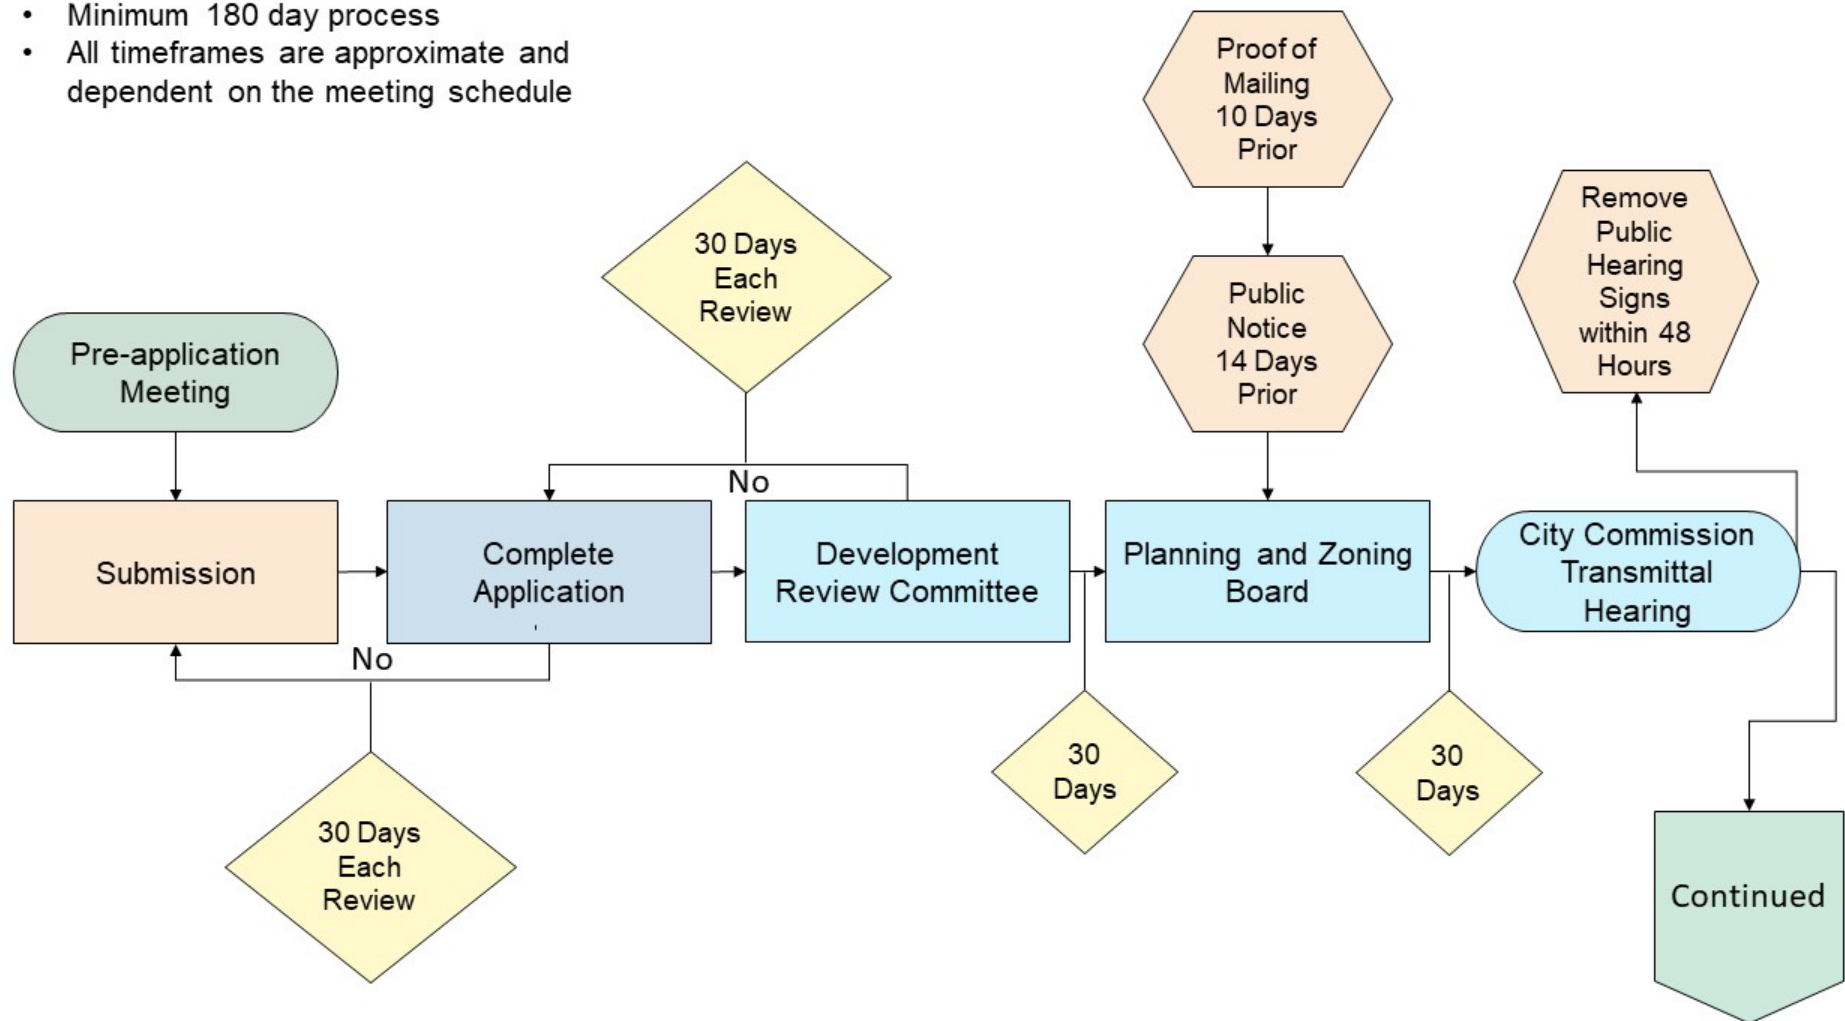 • Minimum 180 day process
• All timeframes are approximate and
dependent on the meeting schedule
Proof of
Mailing
10 Days
Prior
Remove
Public
Hearing
Signs
within 48
Hours
30 Days
Each
Review
Public
Notice
14 Days
Prior
Pre-application
Meeting
No
Submission
Complete
Application
Development
Review Committee
Planning and Zoning
Board
City Commission
Transmittal
Hearing
No
30 Days
Each
Review
30
Days
30
Days
Continued